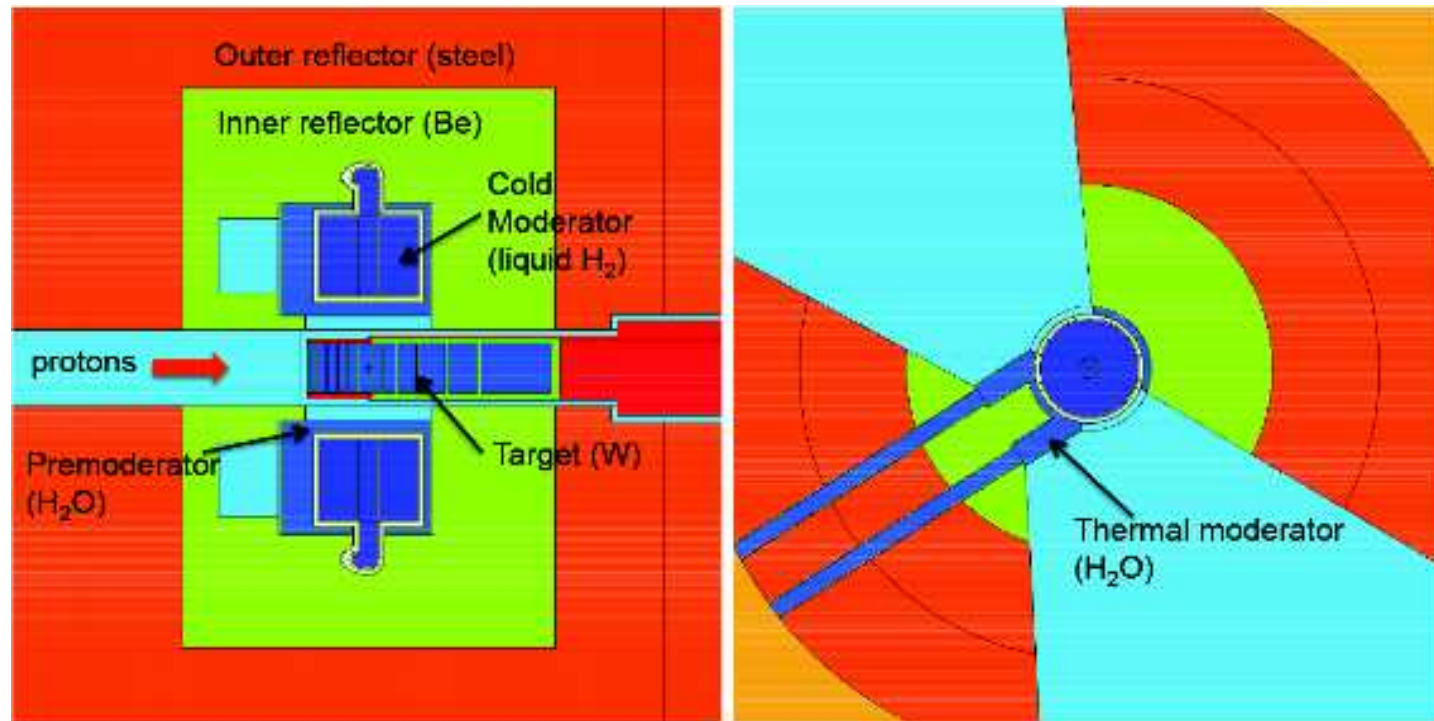 Outer reflector (steel)
Inner reflector (Be)
Cold
Moderator
(liquid H₂)
protons
Premoderator
(H₂O)
Target (W)
Thermal moderator
(H₂O)